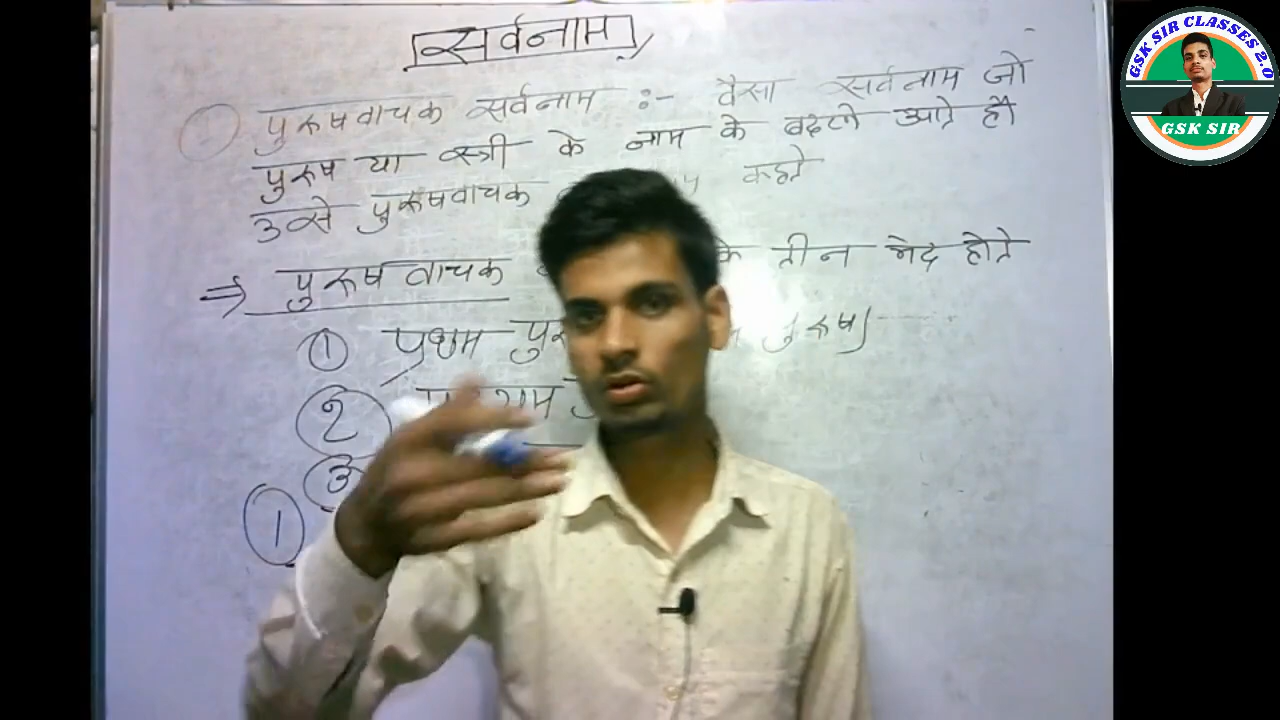 सर्वनाम
पुरुषवाचक सर्वनाम :- वैसा सर्वनाम जो
पुरुष या स्त्री के नाम के बदले आते हैं
उसे पुरुषवाचक कहते
⇒ पुरुष वाचक के तीन भेद होते
① प्रथम पुरुष
②
③
①
GSK SIR CLASSES 2.0
GSK SIR